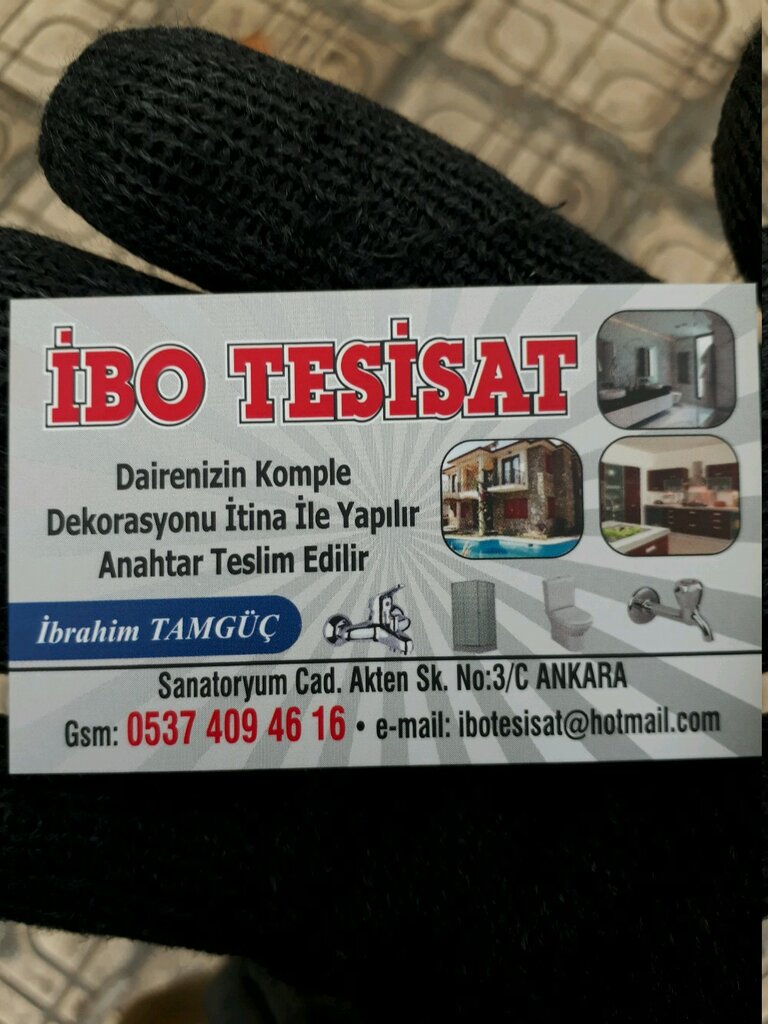 İBO TESİSAT
Dairenizin Komple
Dekorasyonu İtina İle Yapılır
Anahtar Teslim Edilir
İbrahim TAMGÜÇ
Sanatoryum Cad. Akten Sk. No:3/C ANKARA
Gsm: 0537 409 46 16 • e-mail: ibotesisat@hotmail.com